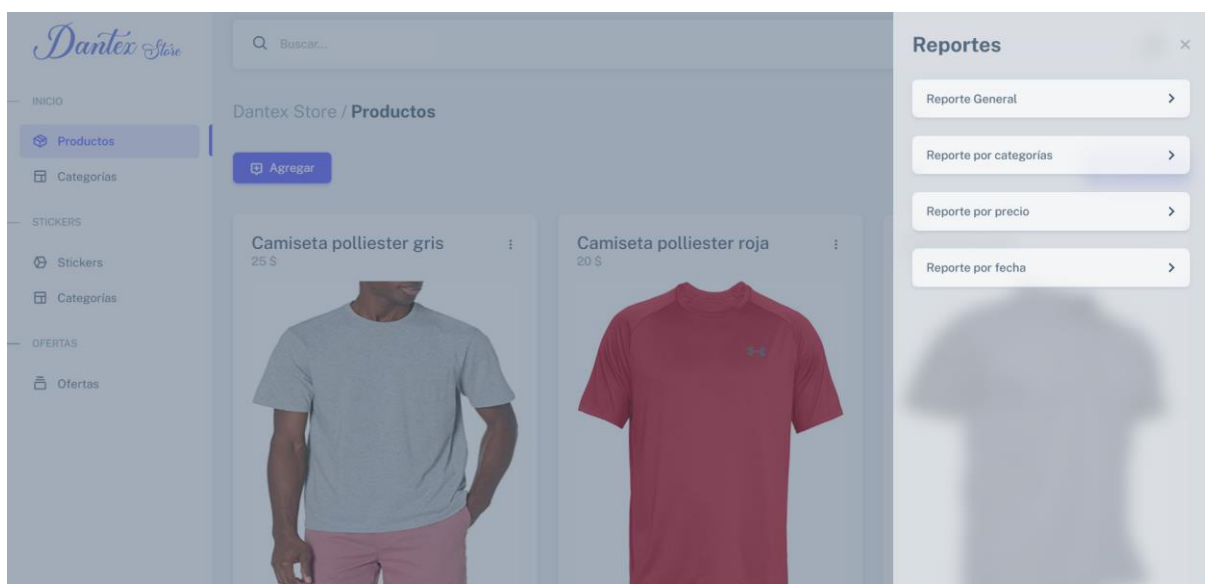 Dantex Store
INICIO
Productos
Categorías
STICKERS
Stickers
Categorías
OFERTAS
Ofertas
Buscar...
Dantex Store / Productos
Agregar
Camiseta polliester gris
25 $
Camiseta polliester roja
20 $
Reportes
Reporte General
Reporte por categorías
Reporte por precio
Reporte por fecha